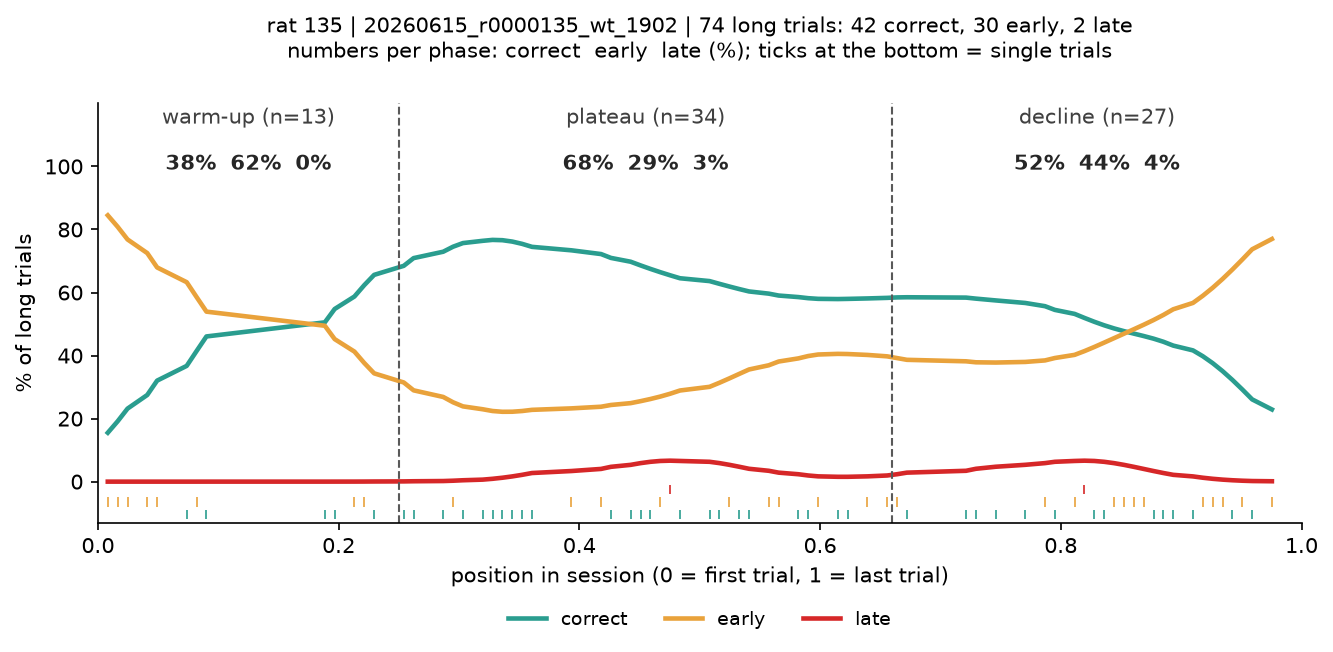 rat 135 | 20260615_r0000135_wt_1902 | 74 long trials: 42 correct, 30 early, 2 late
numbers per phase: correct  early  late (%); ticks at the bottom = single trials
warm-up (n=13)
plateau (n=34)
decline (n=27)
38%  62%  0%
68%  29%  3%
52%  44%  4%
% of long trials
100
80
60
40
20
0
0.0
0.2
0.4
0.6
0.8
1.0
position in session (0 = first trial, 1 = last trial)
correct
early
late